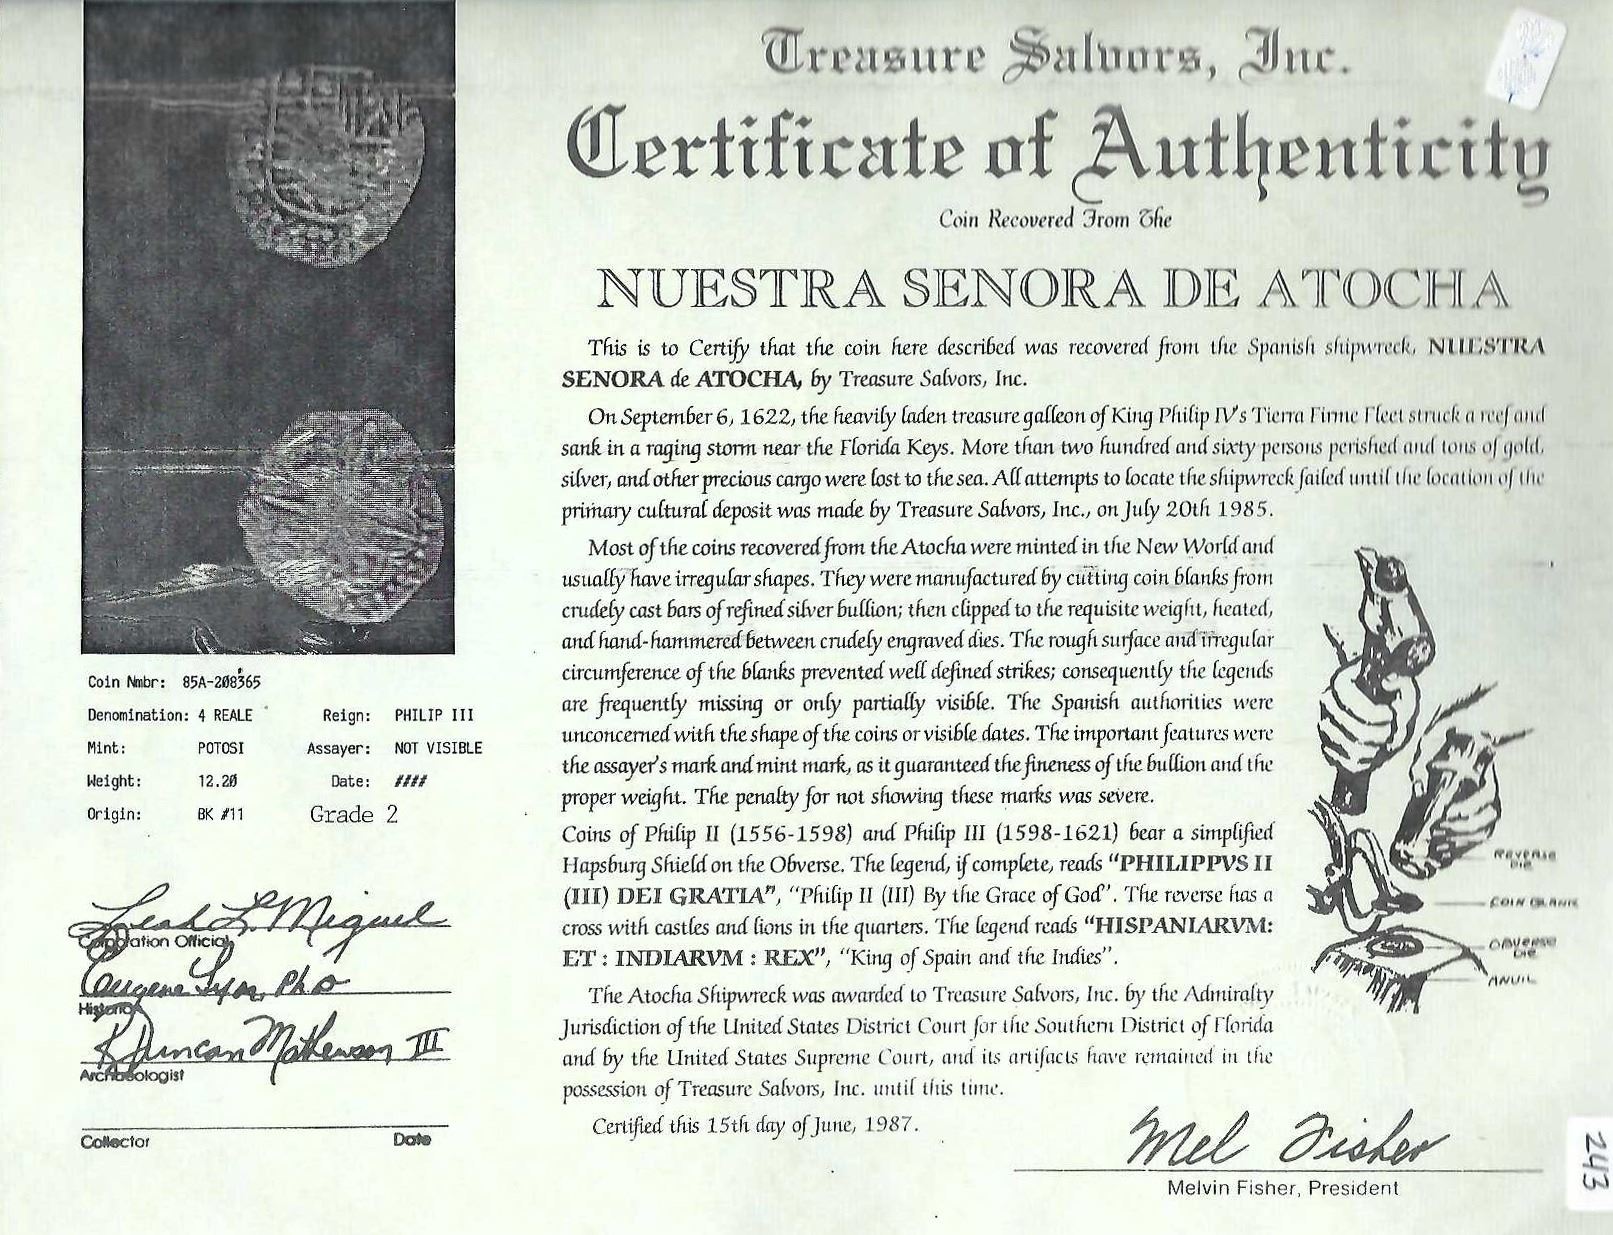 Treasure Salvors, Inc.
Certificate of Authenticity
Coin Recovered From The
NUESTRA SENORA DE ATOCHA
This is to Certify that the coin here described was recovered from the Spanish shipwreck, NUESTRA
SENORA de ATOCHA, by Treasure Salvors, Inc.
On September 6, 1622, the heavily laden treasure galleon of King Philip IV's Tierra Firme Fleet struck a reef and
sank in a raging storm near the Florida Keys. More than two hundred and sixty persons perished and tons of gold,
silver, and other precious cargo were lost to the sea. All attempts to locate the shipwreck failed until the location of the
primary cultural deposit was made by Treasure Salvors, Inc., on July 20th 1985.
Most of the coins recovered from the Atocha were minted in the New World and
usually have irregular shapes. They were manufactured by cutting coin blanks from
crudely cast bars of refined silver bullion; then clipped to the requisite weight, heated,
and hand-hammered between crudely engraved dies. The rough surface and irregular
circumference of the blanks prevented well defined strikes; consequently the legends
are frequently missing or only partially visible. The Spanish authorities were
unconcerned with the shape of the coins or visible dates. The important features were
the assayer's mark and mint mark, as it guaranteed the fineness of the bullion and the
proper weight. The penalty for not showing these marks was severe.
Coins of Philip II (1556-1598) and Philip III (1598-1621) bear a simplified
Hapsburg Shield on the Obverse. The legend, if complete, reads "PHILIPPVS II
(III) DEI GRATIA", "Philip II (III) By the Grace of God". The reverse has a
cross with castles and lions in the quarters. The legend reads "HISPANIARVM:
ET : INDIARVM : REX", "King of Spain and the Indies".
The Atocha Shipwreck was awarded to Treasure Salvors, Inc. by the Admiralty
Jurisdiction of the United States District Court for the Southern District of Florida
and by the United States Supreme Court, and its artifacts have remained in the
possession of Treasure Salvors, Inc. until this time.
Certified this 15th day of June, 1987.
Mel Fisher
Melvin Fisher, President
REVERSE
DIE
COIN BLANK
OBVERSE
DIE
ANVIL
Coin Nmbr: 85A-208365
Denomination: 4 REALE Reign: PHILIP III
Mint: POTOSI Assayer: NOT VISIBLE
Weight: 12.20 Date: ####
Origin: BK #11 Grade 2
Leah L. Miguel
Corporation Official
Eugene Lyon, PhD
Historian
R Duncan Mathewson III
Archaeologist
Collector Date
243